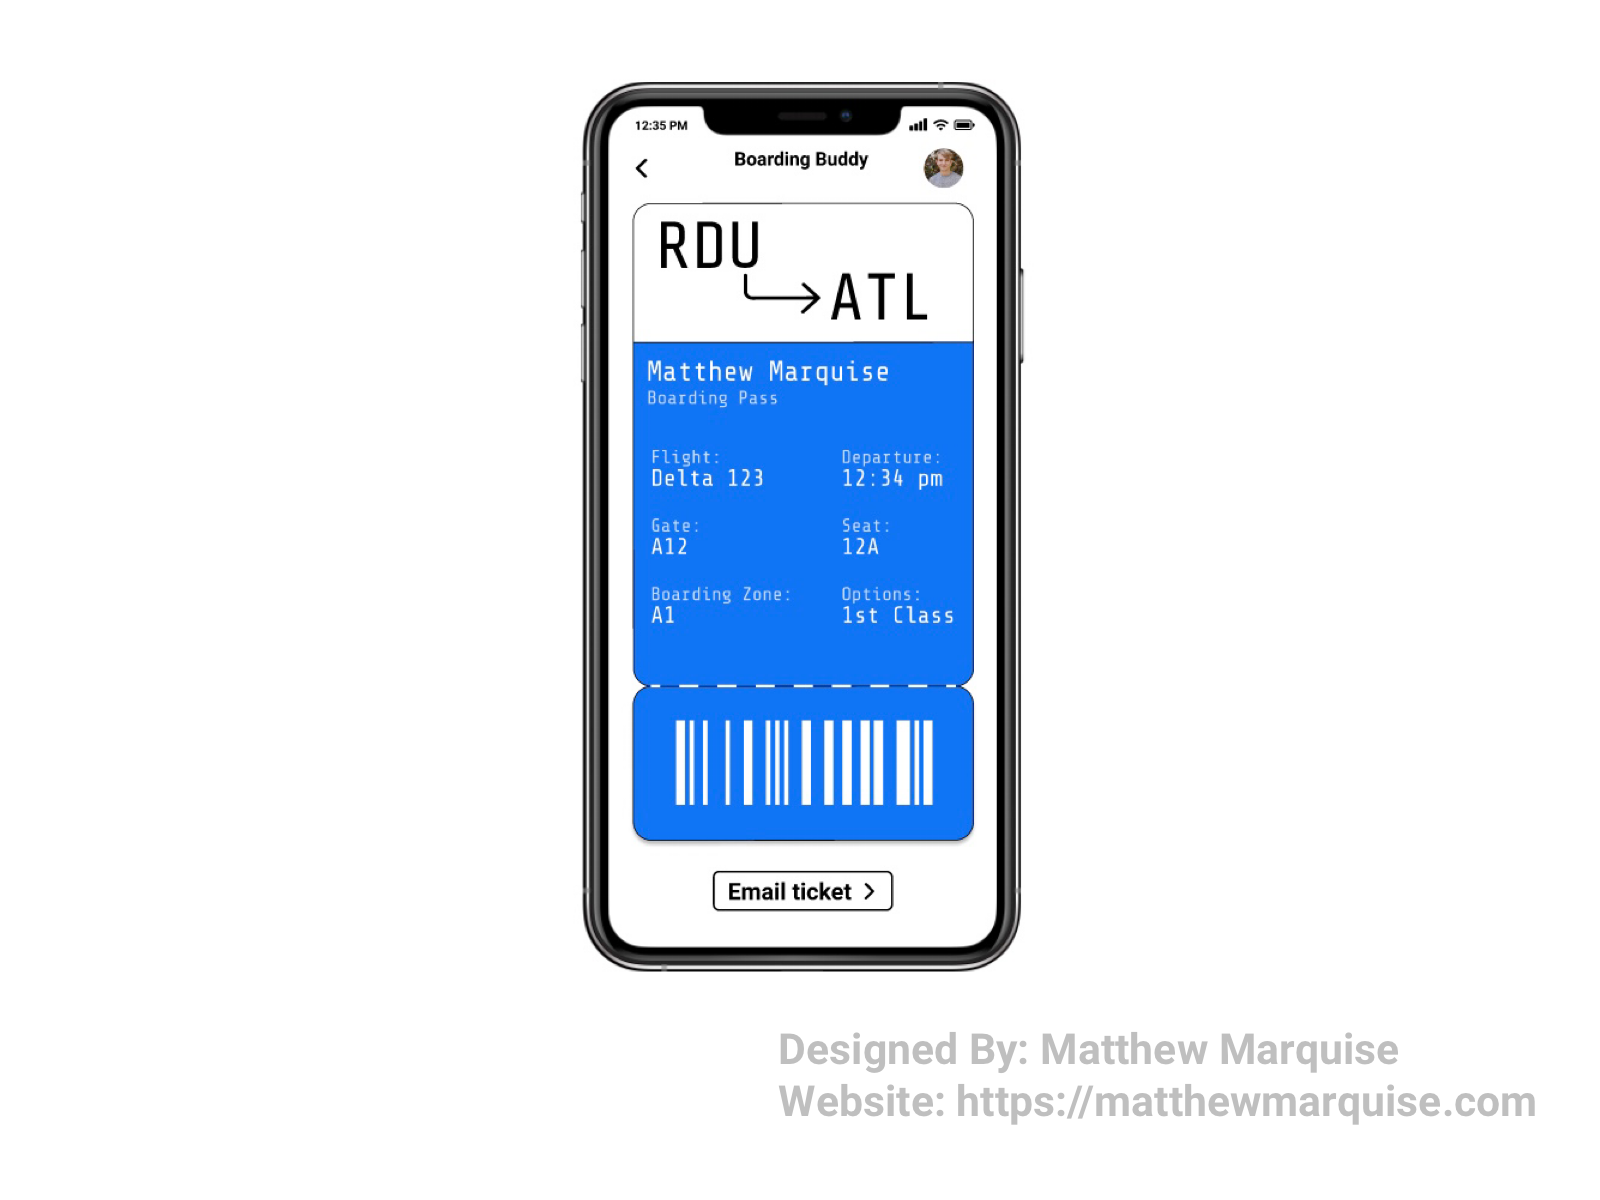 12:35 PM
Boarding Buddy
RDU
ATL
Matthew Marquise
Boarding Pass
Flight: Departure:
Delta 123 12:34 pm
Gate: Seat:
A12 12A
Boarding Zone: Options:
A1 1st Class
Email ticket
Designed By: Matthew Marquise
Website: https://matthewmarquise.com